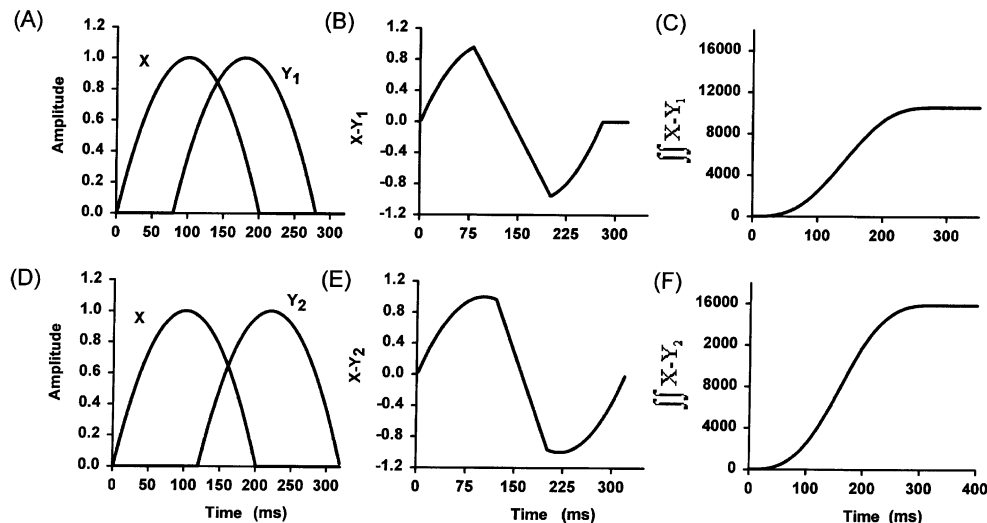 (A)
Amplitude
1.2
1.0
0.8
0.6
0.4
0.2
0.0
X
Y1
0 50 100 150 200 250 300
(B)
X-Y1
1.2
0.8
0.4
0.0
-0.4
-0.8
-1.2
0 75 150 225 300
(C)
∫∫ X-Y1
16000
12000
8000
4000
0
0 100 200 300
(D)
Amplitude
1.2
1.0
0.8
0.6
0.4
0.2
0.0
X
Y2
0 50 100 150 200 250 300
Time (ms)
(E)
X-Y2
1.2
0.8
0.4
0.0
-0.4
-0.8
-1.2
0 75 150 225 300
Time (ms)
(F)
∫∫ X-Y2
16000
12000
8000
4000
0
0 100 200 300 400
Time (ms)